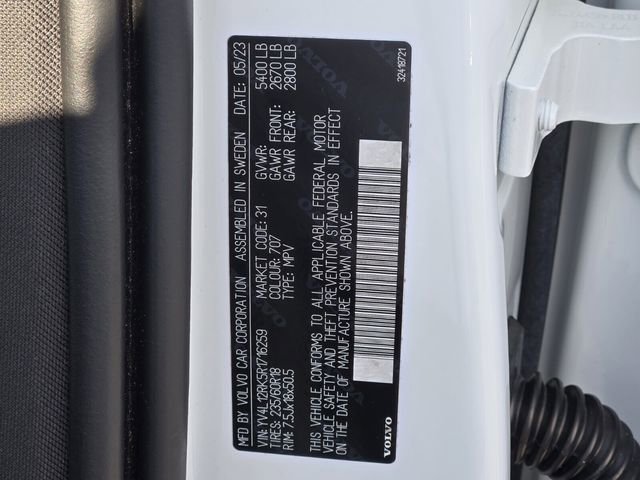 MFD BY VOLVO CAR CORPORATION ASSEMBLED IN SWEDEN DATE: 05/23
VIN: YV4L12RK5R1716259 MARKET CODE: 31 GVWR: 5400 LB
TIRES: 235/60R18 COLOUR: 707 GAWR FRONT: 2670 LB
RIM: 7.5Jx18x50.5 TYPE: MPV GAWR REAR: 2800 LB
THIS VEHICLE CONFORMS TO ALL APPLICABLE FEDERAL MOTOR
VEHICLE SAFETY AND THEFT PREVENTION STANDARDS IN EFFECT
ON THE DATE OF MANUFACTURE SHOWN ABOVE.
VOLVO
32418721